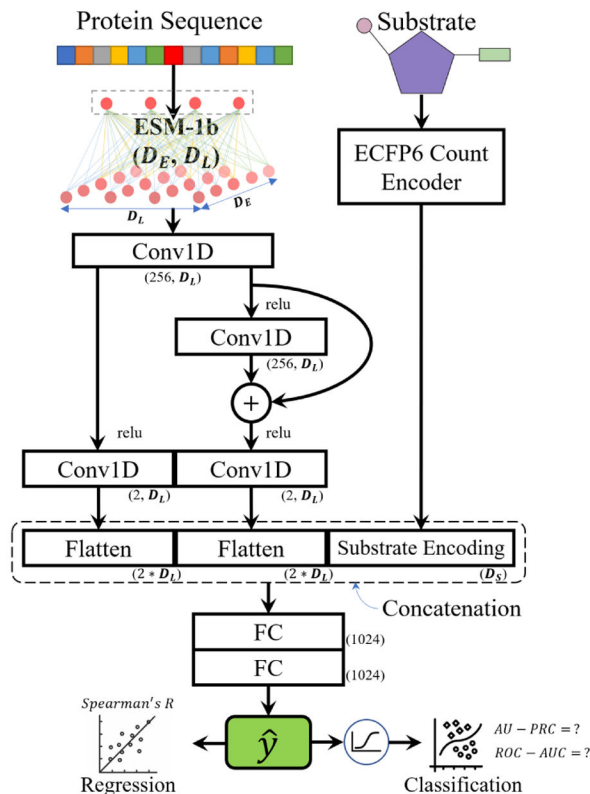 Protein Sequence
Substrate
ESM-1b
(D_E, D_L)
D_L
D_E
ECFP6 Count
Encoder
Conv1D
(256, D_L)
relu
Conv1D
(256, D_L)
+
relu
relu
Conv1D
Conv1D
(2, D_L)
(2, D_L)
Flatten
Flatten
Substrate Encoding
(2 * D_L)
(2 * D_L)
(D_S)
Concatenation
FC
(1024)
FC
(1024)
Spearman's R
ŷ
AU − PRC =?
ROC − AUC =?
Regression
Classification